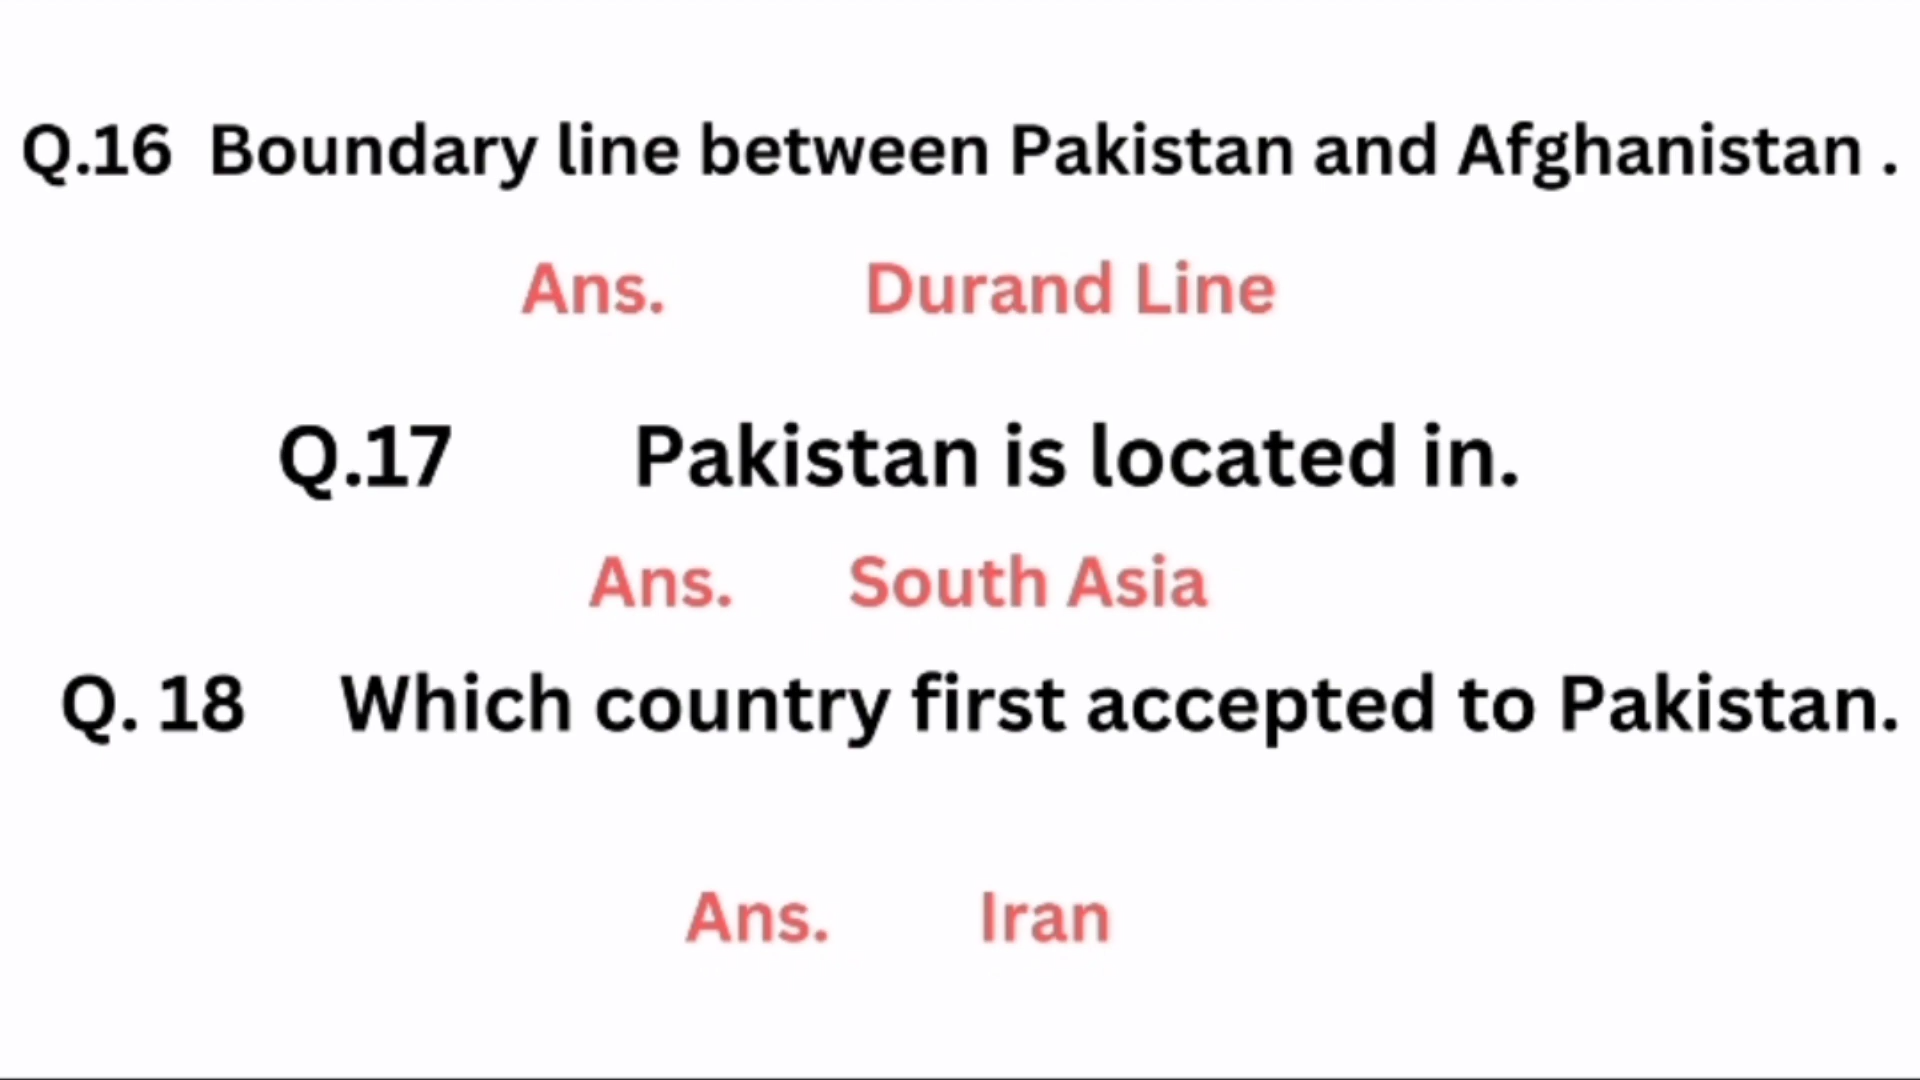 Q.16 Boundary line between Pakistan and Afghanistan .
Ans. Durand Line
Q.17 Pakistan is located in.
Ans. South Asia
Q. 18 Which country first accepted to Pakistan.
Ans. Iran